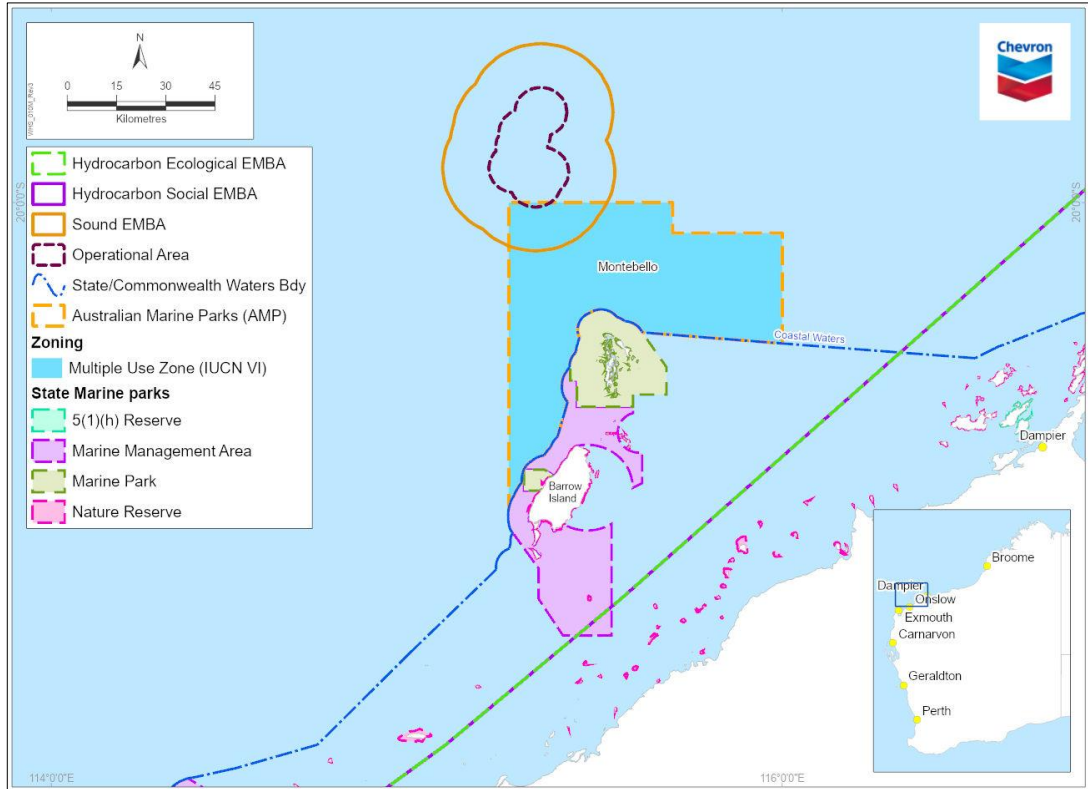 N
0 15 30 45
Kilometres
Chevron
Hydrocarbon Ecological EMBA
Hydrocarbon Social EMBA
Sound EMBA
Operational Area
State/Commonwealth Waters Bdy
Australian Marine Parks (AMP)
Zoning
Multiple Use Zone (IUCN VI)
State Marine parks
5(1)(h) Reserve
Marine Management Area
Marine Park
Nature Reserve
20°0'0"S
20°0'0"S
Montebello
Coastal Waters
Dampier
Barrow
Island
Broome
Dampier
Onslow
Exmouth
Carnarvon
Geraldton
Perth
114°0'0"E
116°0'0"E